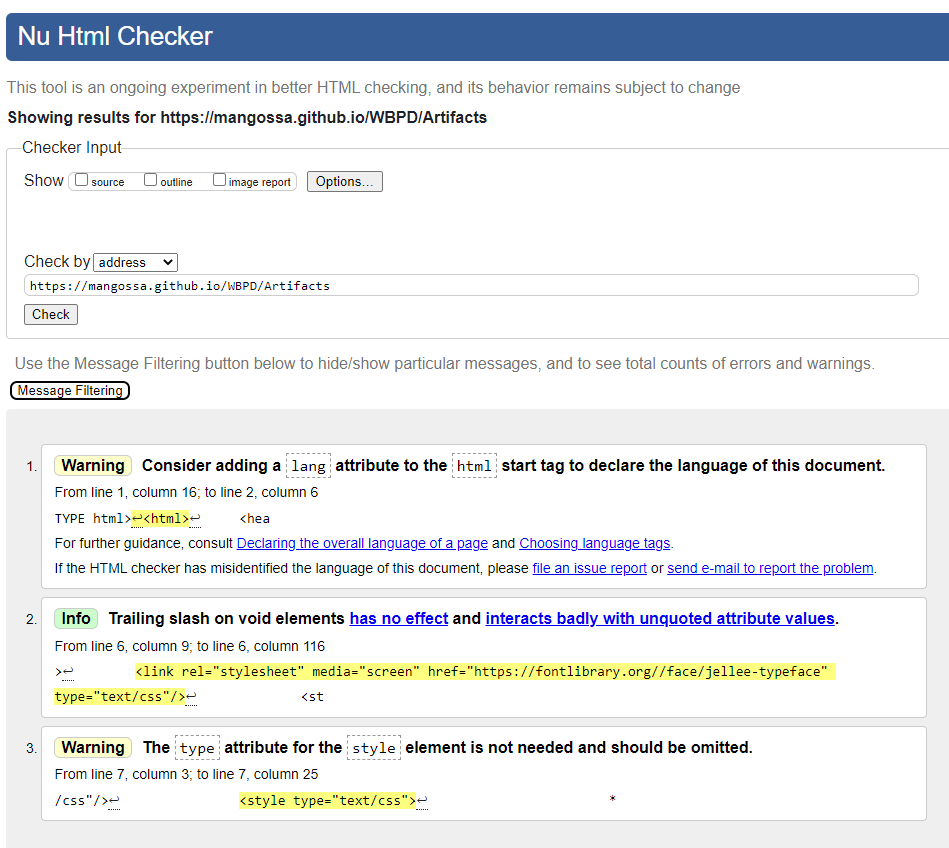 Nu Html Checker
This tool is an ongoing experiment in better HTML checking, and its behavior remains subject to change
Showing results for https://mangossa.github.io/WBPD/Artifacts
Checker Input
Show source outline image report Options...
Check by address
https://mangossa.github.io/WBPD/Artifacts
Check
Use the Message Filtering button below to hide/show particular messages, and to see total counts of errors and warnings.
Message Filtering
1. Warning Consider adding a lang attribute to the html start tag to declare the language of this document.
From line 1, column 16; to line 2, column 6
TYPE html>↩<html>↩ <hea
For further guidance, consult Declaring the overall language of a page and Choosing language tags.
If the HTML checker has misidentified the language of this document, please file an issue report or send e-mail to report the problem.
2. Info Trailing slash on void elements has no effect and interacts badly with unquoted attribute values.
From line 6, column 9; to line 6, column 116
>↩ <link rel="stylesheet" media="screen" href="https://fontlibrary.org//face/jellee-typeface"
type="text/css"/>↩ <st
3. Warning The type attribute for the style element is not needed and should be omitted.
From line 7, column 3; to line 7, column 25
/css"/>↩ <style type="text/css">↩ *